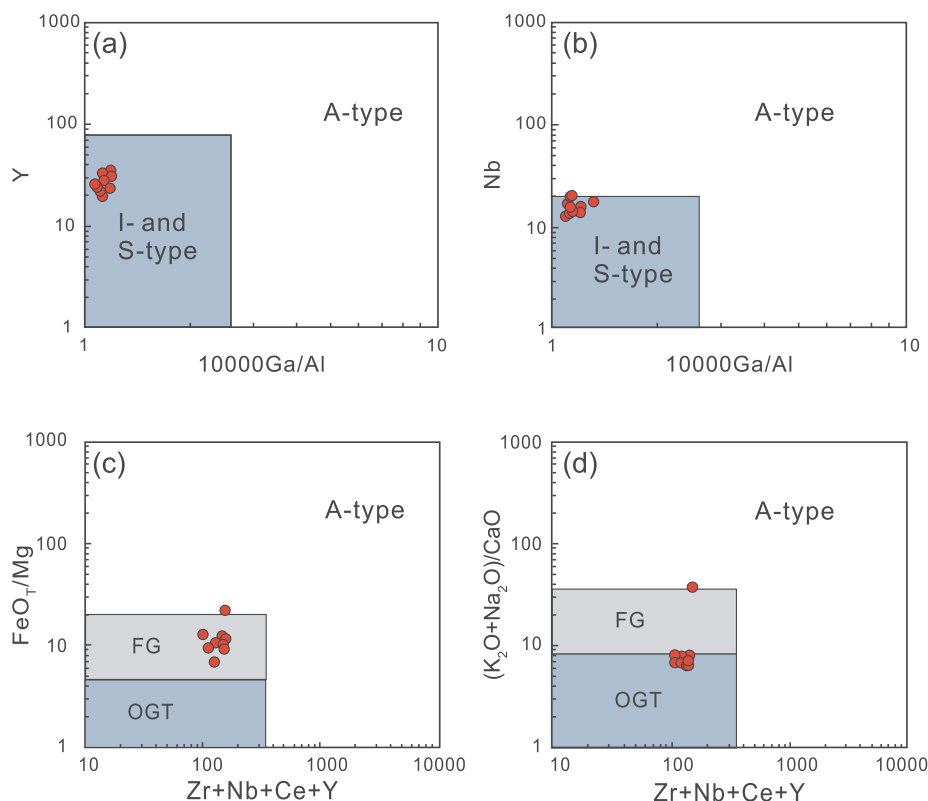 (a)
1000
100
10
1
Y
A-type
I- and
S-type
1
10
10000Ga/Al
(b)
1000
100
10
1
Nb
A-type
I- and
S-type
1
10
10000Ga/Al
(c)
1000
100
10
1
FeO_T/Mg
A-type
FG
OGT
10
100
1000
10000
Zr+Nb+Ce+Y
(d)
1000
100
10
1
(K₂O+Na₂O)/CaO
A-type
FG
OGT
10
100
1000
10000
Zr+Nb+Ce+Y